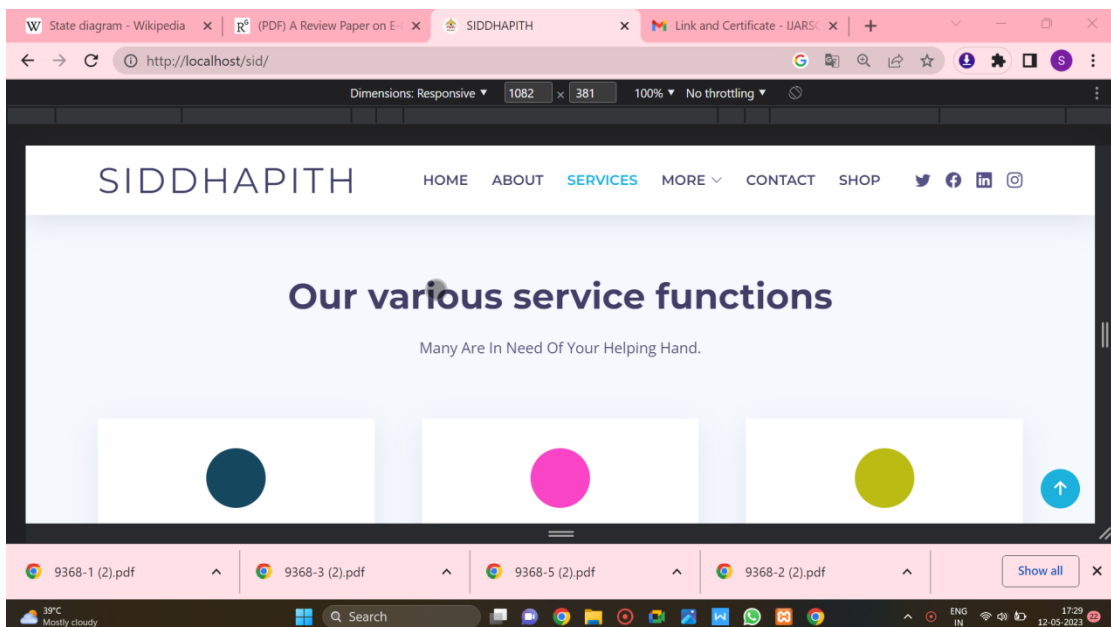 W State diagram - Wikipedia
R⁶ (PDF) A Review Paper on E-
SIDDHAPITH
Link and Certificate - IJARSC
http://localhost/sid/
S
Dimensions: Responsive 1082 × 381 100% No throttling
SIDDHAPITH
HOME ABOUT SERVICES MORE CONTACT SHOP
Our various service functions
Many Are In Need Of Your Helping Hand.
9368-1 (2).pdf
9368-3 (2).pdf
9368-5 (2).pdf
9368-2 (2).pdf
Show all
39°C
Mostly cloudy
Search
ENG
IN
17:29
12-05-2023
22